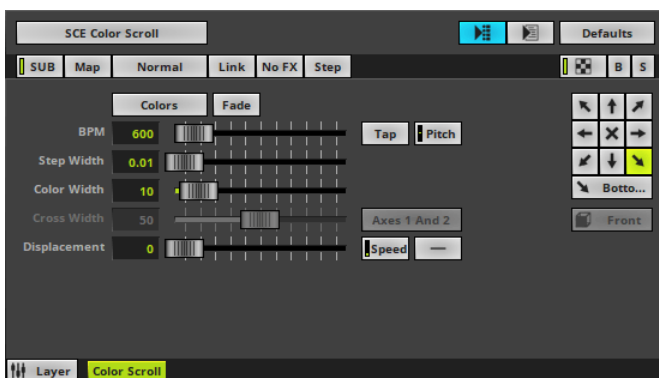 SCE Color Scroll Defaults
SUB Map Normal Link No FX Step B S
Colors Fade
BPM 600 Tap Pitch
Step Width 0.01
Color Width 10 Botto...
Cross Width 50 Axes 1 And 2 Front
Displacement 0 Speed
Layer Color Scroll